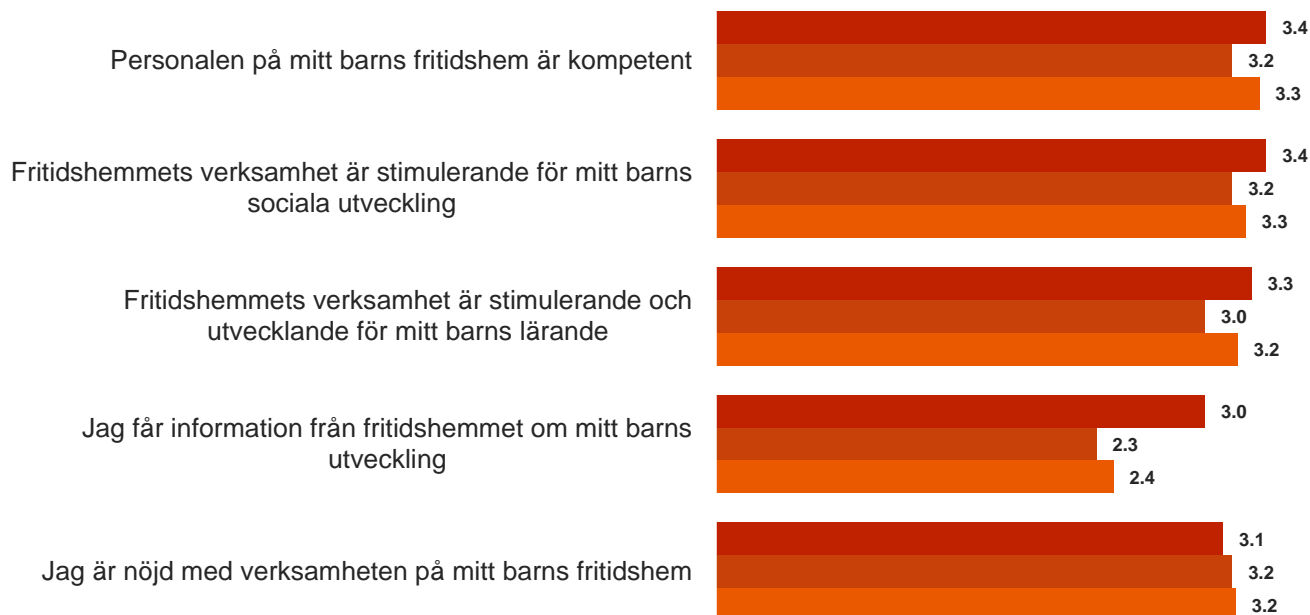 Personalen på mitt barns fritidshem är kompetent
3.4
3.2
3.3
Fritidshemmets verksamhet är stimulerande för mitt barns
sociala utveckling
3.4
3.2
3.3
Fritidshemmets verksamhet är stimulerande och
utvecklande för mitt barns lärande
3.3
3.0
3.2
Jag får information från fritidshemmet om mitt barns
utveckling
3.0
2.3
2.4
Jag är nöjd med verksamheten på mitt barns fritidshem
3.1
3.2
3.2